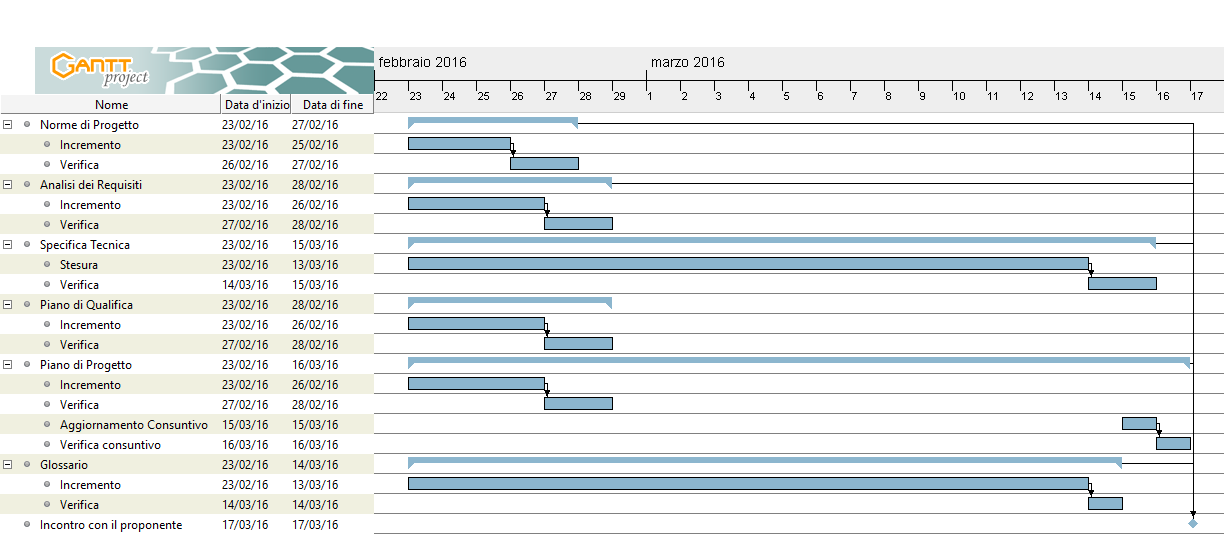 GANTT
project
febbraio 2016 marzo 2016
22 23 24 25 26 27 28 29 1 2 3 4 5 6 7 8 9 10 11 12 13 14 15 16 17
Nome Data d'inizio Data di fine
Norme di Progetto 23/02/16 27/02/16
Incremento 23/02/16 25/02/16
Verifica 26/02/16 27/02/16
Analisi dei Requisiti 23/02/16 28/02/16
Incremento 23/02/16 26/02/16
Verifica 27/02/16 28/02/16
Specifica Tecnica 23/02/16 15/03/16
Stesura 23/02/16 13/03/16
Verifica 14/03/16 15/03/16
Piano di Qualifica 23/02/16 28/02/16
Incremento 23/02/16 26/02/16
Verifica 27/02/16 28/02/16
Piano di Progetto 23/02/16 16/03/16
Incremento 23/02/16 26/02/16
Verifica 27/02/16 28/02/16
Aggiornamento Consuntivo 15/03/16 15/03/16
Verifica consuntivo 16/03/16 16/03/16
Glossario 23/02/16 14/03/16
Incremento 23/02/16 13/03/16
Verifica 14/03/16 14/03/16
Incontro con il proponente 17/03/16 17/03/16